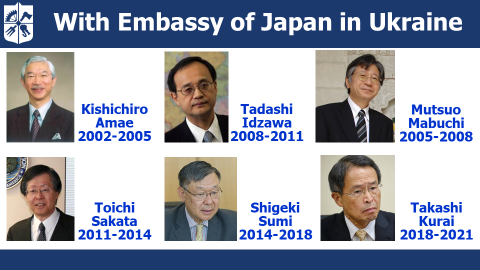 With Embassy of Japan in Ukraine
Kishichiro
Amae
2002-2005
Tadashi
Idzawa
2008-2011
Mutsuo
Mabuchi
2005-2008
Toichi
Sakata
2011-2014
Shigeki
Sumi
2014-2018
Takashi
Kurai
2018-2021